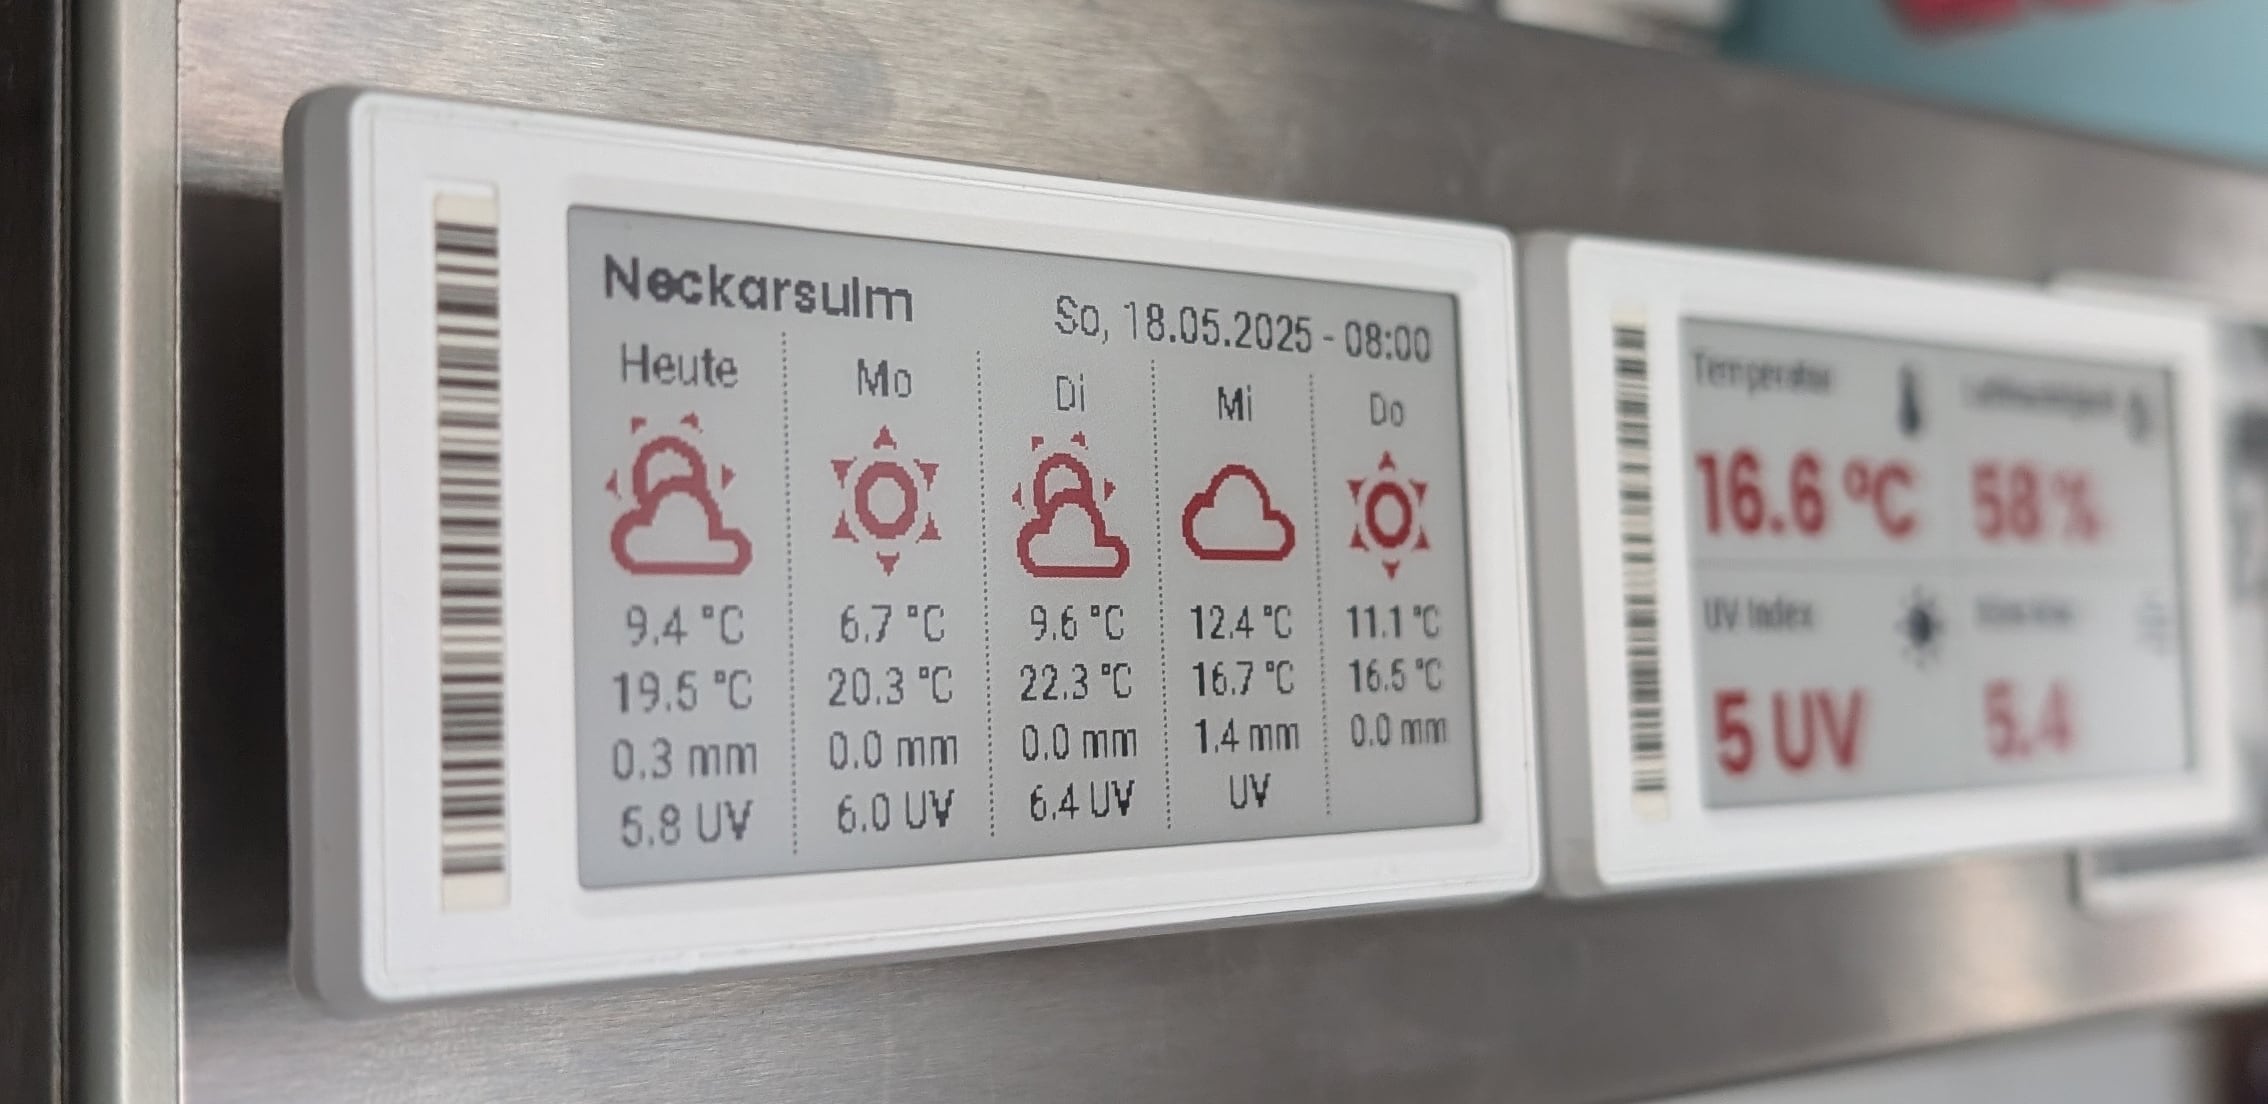 Neckarsulm
So, 18.05.2025 - 08:00
Heute Mo Di Mi Do
9.4 °C 6.7 °C 9.6 °C 12.4 °C 11.1 °C
19.5 °C 20.3 °C 22.3 °C 16.7 °C 16.5 °C
0.3 mm 0.0 mm 0.0 mm 1.4 mm 0.0 mm
5.8 UV 6.0 UV 6.4 UV UV
Temperatur
16.6 °C 58 %
UV Index
5 UV 5.4